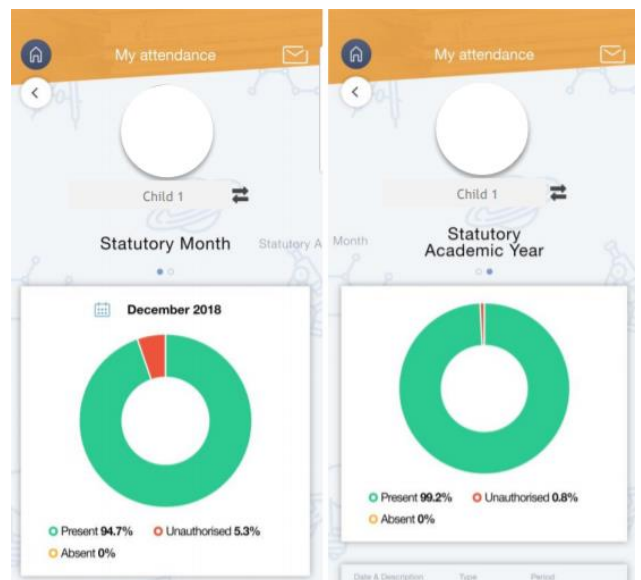 My attendance
Child 1
Statutory Month
Statutory A
December 2018
Present 94.7%
Unauthorised 5.3%
Absent 0%
My attendance
Child 1
Month
Statutory
Academic Year
Present 99.2%
Unauthorised 0.8%
Absent 0%
Date & Description
Type
Period